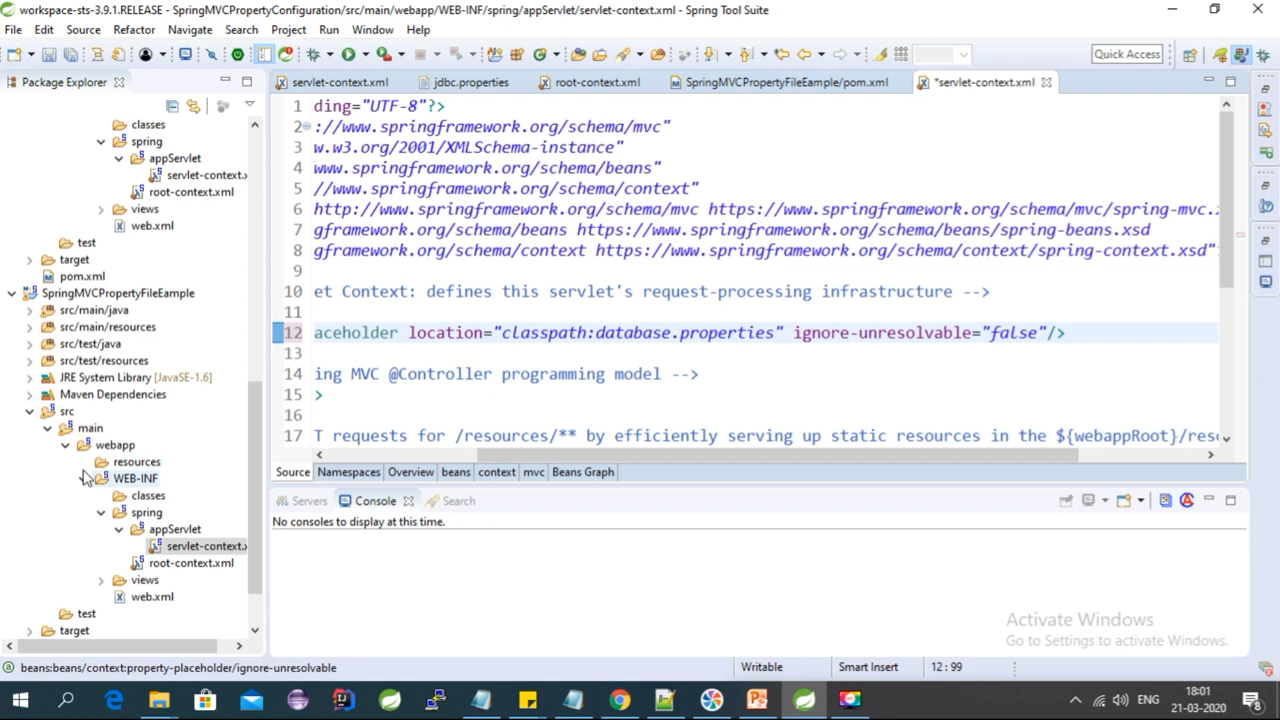 workspace-sts-3.9.1.RELEASE - SpringMVCPropertyConfiguration/src/main/webapp/WEB-INF/spring/appServlet/servlet-context.xml - Spring Tool Suite
File Edit Source Refactor Navigate Search Project Run Window Help
Quick Access
Package Explorer
servlet-context.xml jdbc.properties root-context.xml SpringMVCPropertyFileEample/pom.xml *servlet-context.xml
classes
spring
appServlet
servlet-context.x
root-context.xml
views
web.xml
test
target
pom.xml
SpringMVCPropertyFileEample
src/main/java
src/main/resources
src/test/java
src/test/resources
JRE System Library [JavaSE-1.6]
Maven Dependencies
src
main
webapp
resources
WEB-INF
classes
spring
appServlet
servlet-context.x
root-context.xml
views
web.xml
test
target
1 ding="UTF-8"?>
2 ://www.springframework.org/schema/mvc"
3 w.w3.org/2001/XMLSchema-instance"
4 www.springframework.org/schema/beans"
5 //www.springframework.org/schema/context"
6 http://www.springframework.org/schema/mvc https://www.springframework.org/schema/mvc/spring-mvc.x
7 gframework.org/schema/beans https://www.springframework.org/schema/beans/spring-beans.xsd
8 gframework.org/schema/context https://www.springframework.org/schema/context/spring-context.xsd"
9
10 et Context: defines this servlet's request-processing infrastructure -->
11
12 aceholder location="classpath:database.properties" ignore-unresolvable="false"/>
13
14 ing MVC @Controller programming model -->
15 >
16
17 T requests for /resources/** by efficiently serving up static resources in the ${webappRoot}/reso
Source Namespaces Overview beans context mvc Beans Graph
Servers Console Search
No consoles to display at this time.
Activate Windows
Go to Settings to activate Windows.
beans:beans/context:property-placeholder/ignore-unresolvable
Writable Smart Insert 12 : 99
ENG
18:01
21-03-2020
8